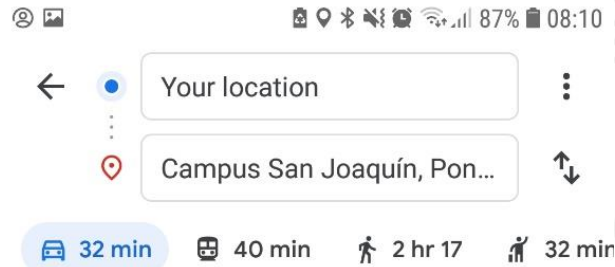 87% 08:10
Your location
Campus San Joaquín, Pon...
32 min 40 min 2 hr 17 32 min